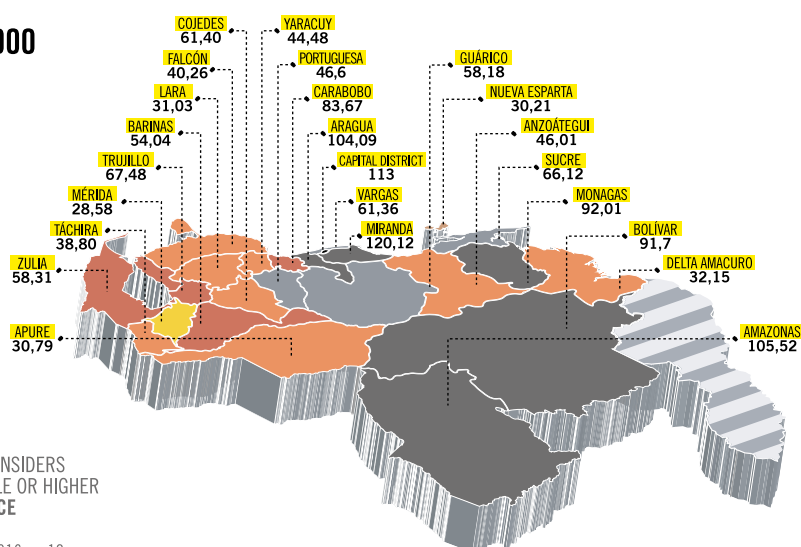 000
COJEDES
61,40
YARACUY
44,48
FALCÓN
40,26
PORTUGUESA
46,6
GUÁRICO
58,18
LARA
31,03
CARABOBO
83,67
NUEVA ESPARTA
30,21
BARINAS
54,04
ARAGUA
104,09
ANZOÁTEGUI
46,01
TRUJILLO
67,48
CAPITAL DISTRICT
113
SUCRE
66,12
MÉRIDA
28,58
VARGAS
61,36
MONAGAS
92,01
TÁCHIRA
38,80
MIRANDA
120,12
BOLÍVAR
91,7
ZULIA
58,31
DELTA AMACURO
32,15
APURE
30,79
AMAZONAS
105,52
NSIDERS
LE OR HIGHER
CE